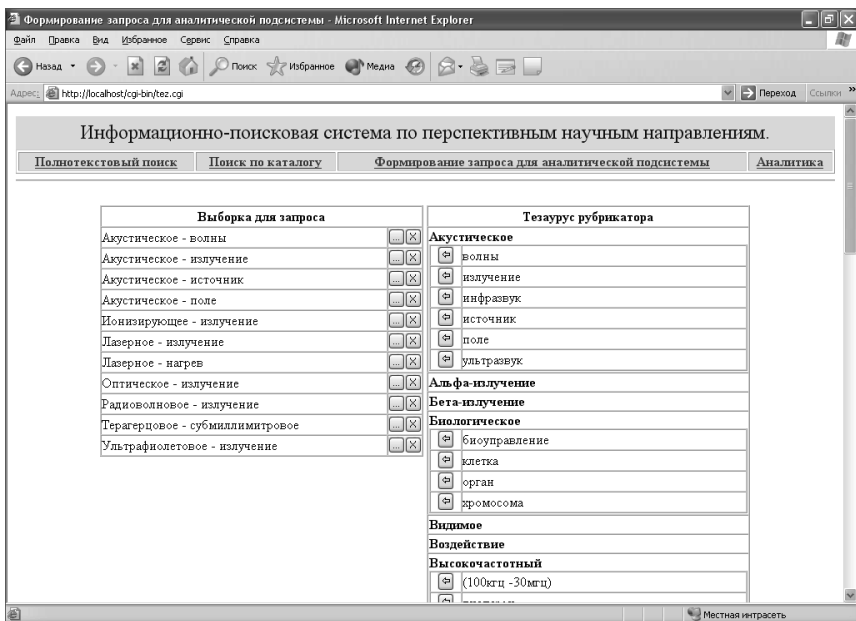 Формирование запроса для аналитической подсистемы - Microsoft Internet Explorer
Файл Правка Вид Избранное Сервис Справка
Назад Поиск Избранное Медиа
Адрес: http://localhost/cgi-bin/tez.cgi Переход Ссылки »
Информационно-поисковая система по перспективным научным направлениям.
Полнотекстовый поиск Поиск по каталогу Формирование запроса для аналитической подсистемы Аналитика
Выборка для запроса
Акустическое - волны ... X
Акустическое - излучение ... X
Акустическое - источник ... X
Акустическое - поле ... X
Ионизирующее - излучение ... X
Лазерное - излучение ... X
Лазерное - нагрев ... X
Оптическое - излучение ... X
Радиоволновое - излучение ... X
Терагерцовое - субмиллимитровое ... X
Ультрафиолетовое - излучение ... X
Тезаурус рубрикатора
Акустическое
волны
излучение
инфразвук
источник
поле
ультразвук
Альфа-излучение
Бета-излучение
Биологическое
биоуправление
клетка
орган
хромосома
Видимое
Воздействие
Высокочастотный
(100кгц -30мгц)
Местная интрасеть